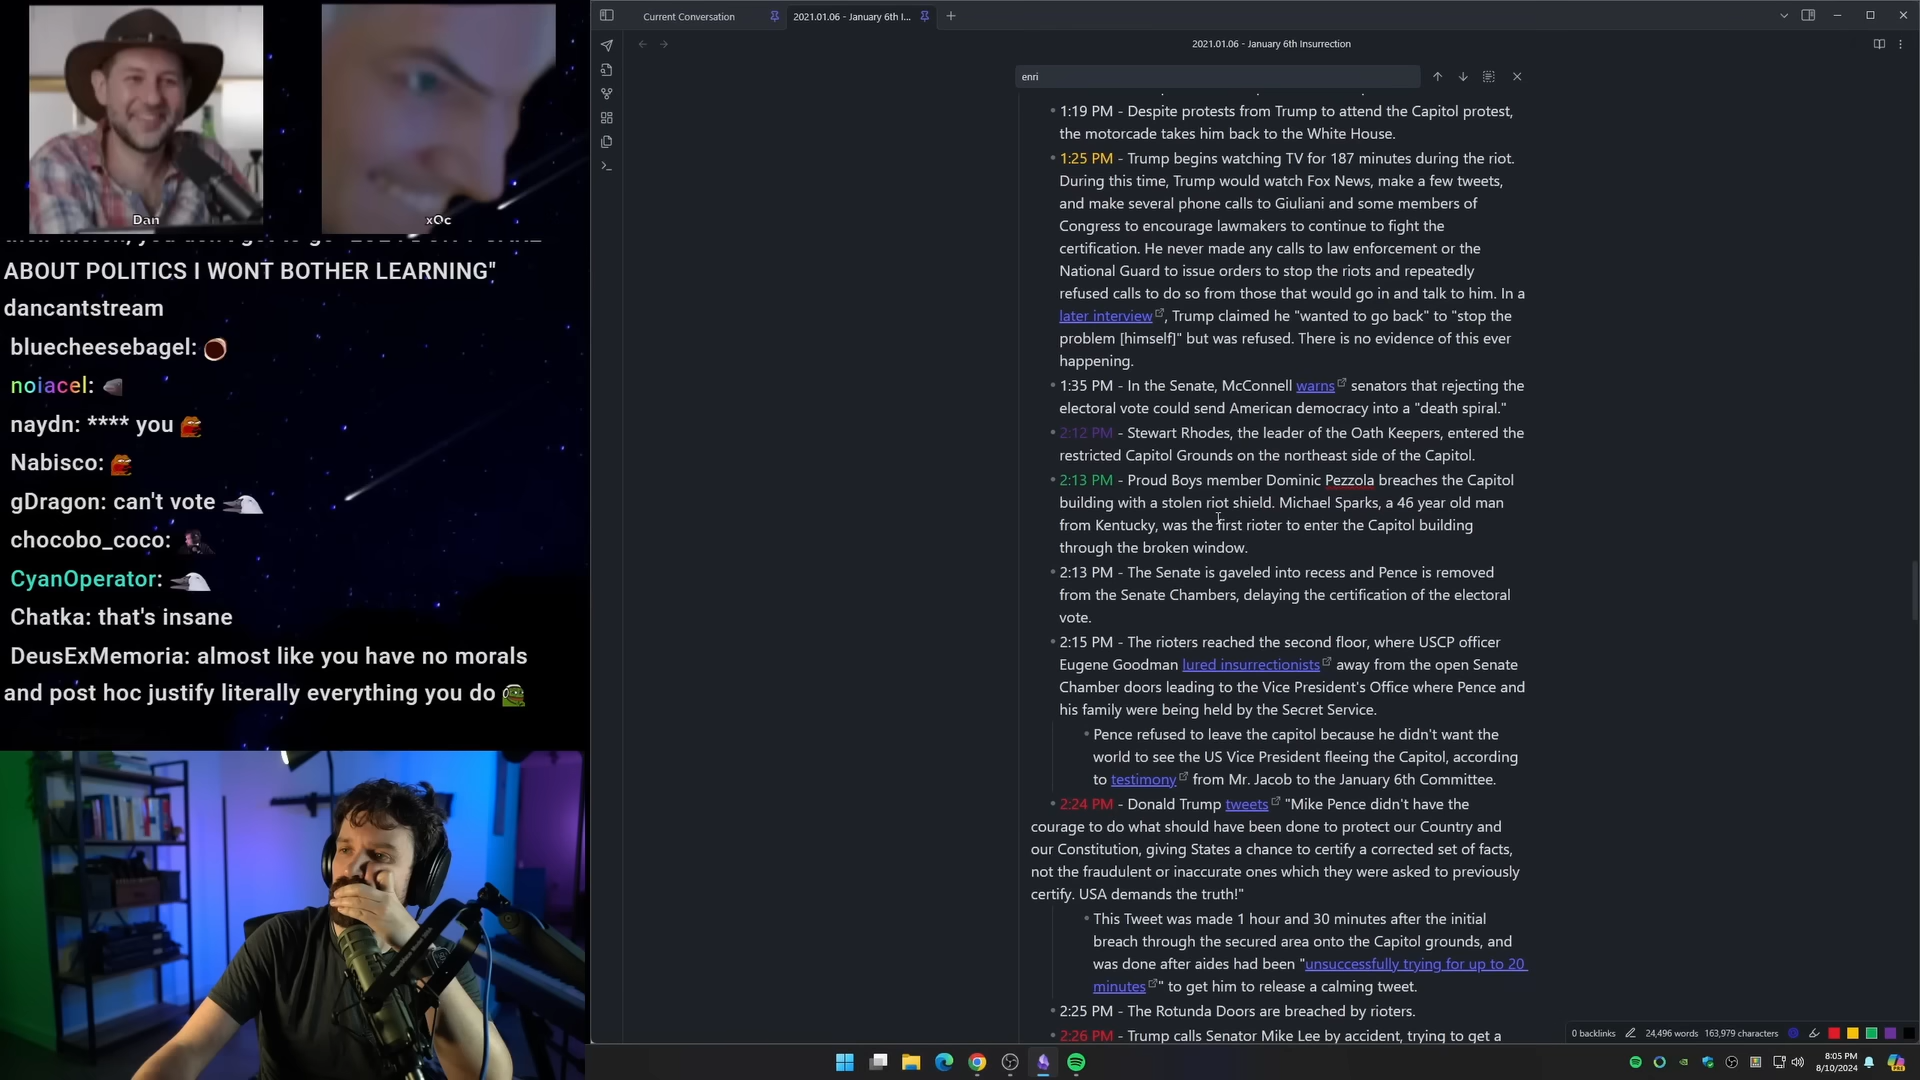 Dan
xOc
ABOUT POLITICS I WONT BOTHER LEARNING"
dancantstream
bluecheesebagel:
noiacel:
naydn: **** you
Nabisco:
gDragon: can't vote
chocobo_coco:
CyanOperator:
Chatka: that's insane
DeusExMemoria: almost like you have no morals
and post hoc justify literally everything you do
Current Conversation
2021.01.06 - January 6th I...
2021.01.06 - January 6th Insurrection
enri
1:19 PM - Despite protests from Trump to attend the Capitol protest,
the motorcade takes him back to the White House.
1:25 PM - Trump begins watching TV for 187 minutes during the riot.
During this time, Trump would watch Fox News, make a few tweets,
and make several phone calls to Giuliani and some members of
Congress to encourage lawmakers to continue to fight the
certification. He never made any calls to law enforcement or the
National Guard to issue orders to stop the riots and repeatedly
refused calls to do so from those that would go in and talk to him. In a
later interview, Trump claimed he "wanted to go back" to "stop the
problem [himself]" but was refused. There is no evidence of this ever
happening.
1:35 PM - In the Senate, McConnell warns senators that rejecting the
electoral vote could send American democracy into a "death spiral."
2:12 PM - Stewart Rhodes, the leader of the Oath Keepers, entered the
restricted Capitol Grounds on the northeast side of the Capitol.
2:13 PM - Proud Boys member Dominic Pezzola breaches the Capitol
building with a stolen riot shield. Michael Sparks, a 46 year old man
from Kentucky, was the first rioter to enter the Capitol building
through the broken window.
2:13 PM - The Senate is gaveled into recess and Pence is removed
from the Senate Chambers, delaying the certification of the electoral
vote.
2:15 PM - The rioters reached the second floor, where USCP officer
Eugene Goodman lured insurrectionists away from the open Senate
Chamber doors leading to the Vice President's Office where Pence and
his family were being held by the Secret Service.
Pence refused to leave the capitol because he didn't want the
world to see the US Vice President fleeing the Capitol, according
to testimony from Mr. Jacob to the January 6th Committee.
2:24 PM - Donald Trump tweets "Mike Pence didn't have the
courage to do what should have been done to protect our Country and
our Constitution, giving States a chance to certify a corrected set of facts,
not the fraudulent or inaccurate ones which they were asked to previously
certify. USA demands the truth!"
This Tweet was made 1 hour and 30 minutes after the initial
breach through the secured area onto the Capitol grounds, and
was done after aides had been "unsuccessfully trying for up to 20
minutes" to get him to release a calming tweet.
2:25 PM - The Rotunda Doors are breached by rioters.
2:26 PM - Trump calls Senator Mike Lee by accident, trying to get a
0 backlinks
24,496 words
163,979 characters
8:05 PM
8/10/2024